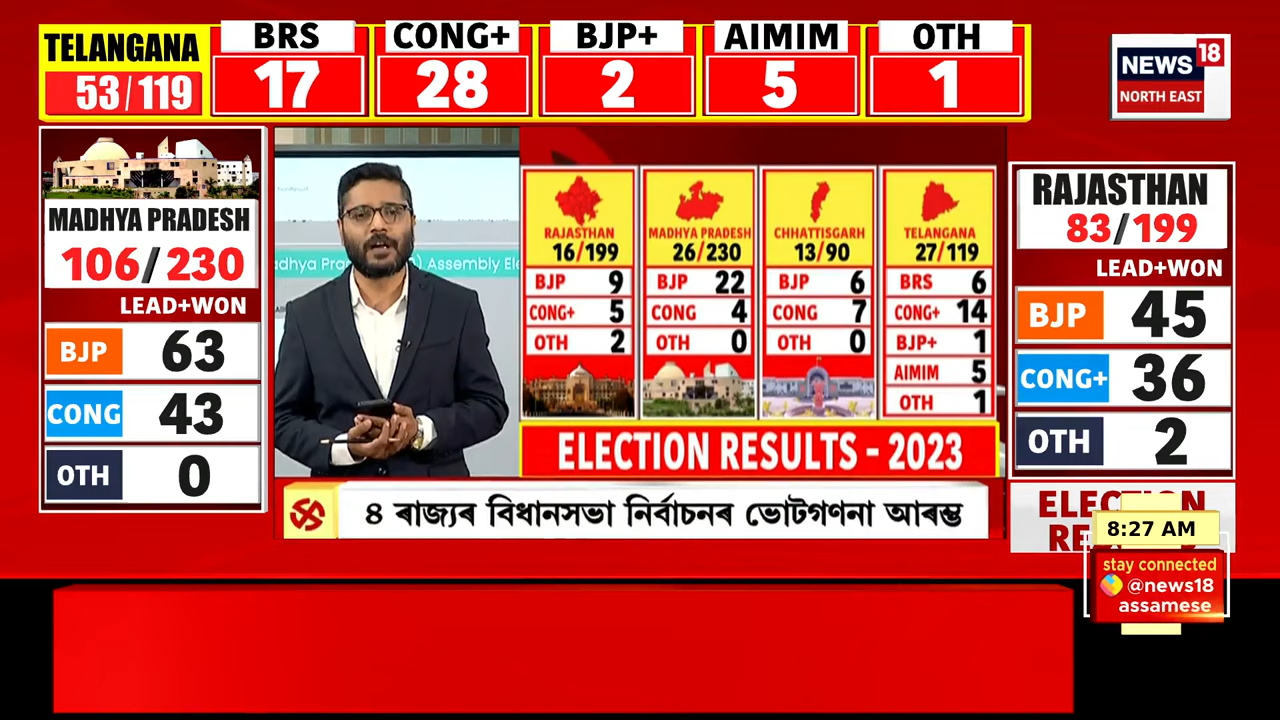 TELANGANA
53/119
BRS
17
CONG+
28
BJP+
2
AIMIM
5
OTH
1
NEWS 18
NORTH EAST
MADHYA PRADESH
106/230
LEAD+WON
BJP 63
CONG 43
OTH 0
Assembly Ele
RAJASTHAN
16/199
BJP 9
CONG+ 5
OTH 2
MADHYA PRADESH
26/230
BJP 22
CONG 4
OTH 0
CHHATTISGARH
13/90
BJP 6
CONG 7
OTH 0
TELANGANA
27/119
BRS 6
CONG+ 14
BJP+ 1
AIMIM 5
OTH 1
ELECTION RESULTS - 2023
৪ ৰাজ্যৰ বিধানসভা নিৰ্বাচনৰ ভোটগণনা আৰম্ভ
RAJASTHAN
83/199
LEAD+WON
BJP 45
CONG+ 36
OTH 2
8:27 AM
stay connected
@news18
assamese